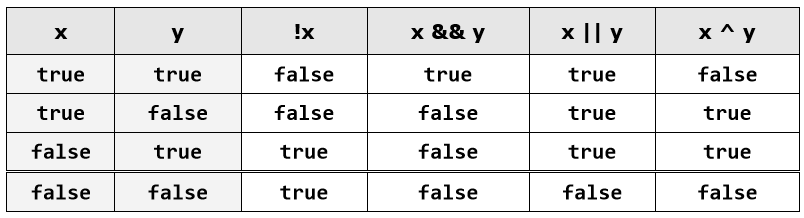 x y !x x && y x || y x ^ y
true true false true true false
true false false false true true
false true true false true true
false false true false false false